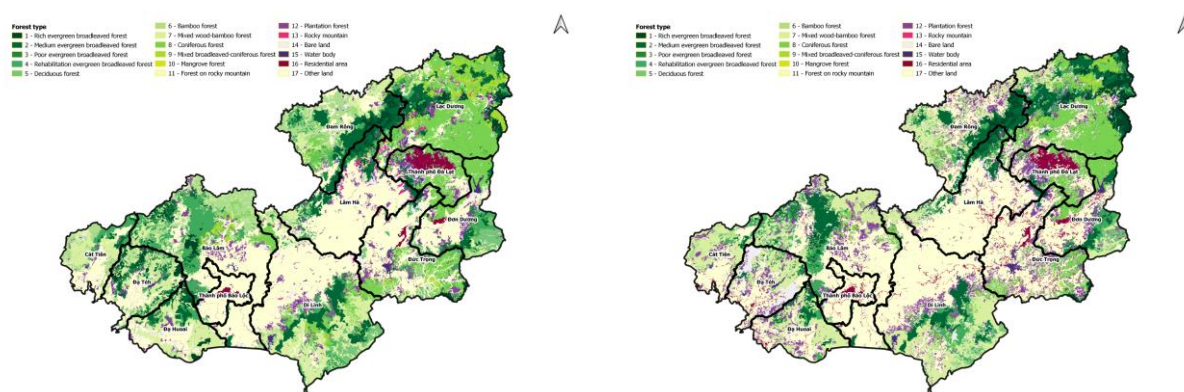 Forest type
1 - Rich evergreen broadleaved forest
2 - Medium evergreen broadleaved forest
3 - Poor evergreen broadleaved forest
4 - Rehabilitation evergreen broadleaved forest
5 - Deciduous forest
6 - Bamboo forest
7 - Mixed wood-bamboo forest
8 - Coniferous forest
9 - Mixed broadleaved-coniferous forest
10 - Mangrove forest
11 - Forest on rocky mountain
12 - Plantation forest
13 - Rocky mountain
14 - Bare land
15 - Water body
16 - Residential area
17 - Other land
Lạc Dương
Đam Rông
Thành phố Đà Lạt
Lâm Hà
Đơn Dương
Bảo Lâm
Cát Tiên
Đức Trọng
Đạ Tẻh
Thành phố Bảo Lộc
Di Linh
Đạ Huoai
Forest type
1 - Rich evergreen broadleaved forest
2 - Medium evergreen broadleaved forest
3 - Poor evergreen broadleaved forest
4 - Rehabilitation evergreen broadleaved forest
5 - Deciduous forest
6 - Bamboo forest
7 - Mixed wood-bamboo forest
8 - Coniferous forest
9 - Mixed broadleaved-coniferous forest
10 - Mangrove forest
11 - Forest on rocky mountain
12 - Plantation forest
13 - Rocky mountain
14 - Bare land
15 - Water body
16 - Residential area
17 - Other land
Lạc Dương
Đam Rông
Thành phố Đà Lạt
Lâm Hà
Đơn Dương
Bảo Lâm
Cát Tiên
Đức Trọng
Đạ Tẻh
Thành phố Bảo Lộc
Di Linh
Đạ Huoai